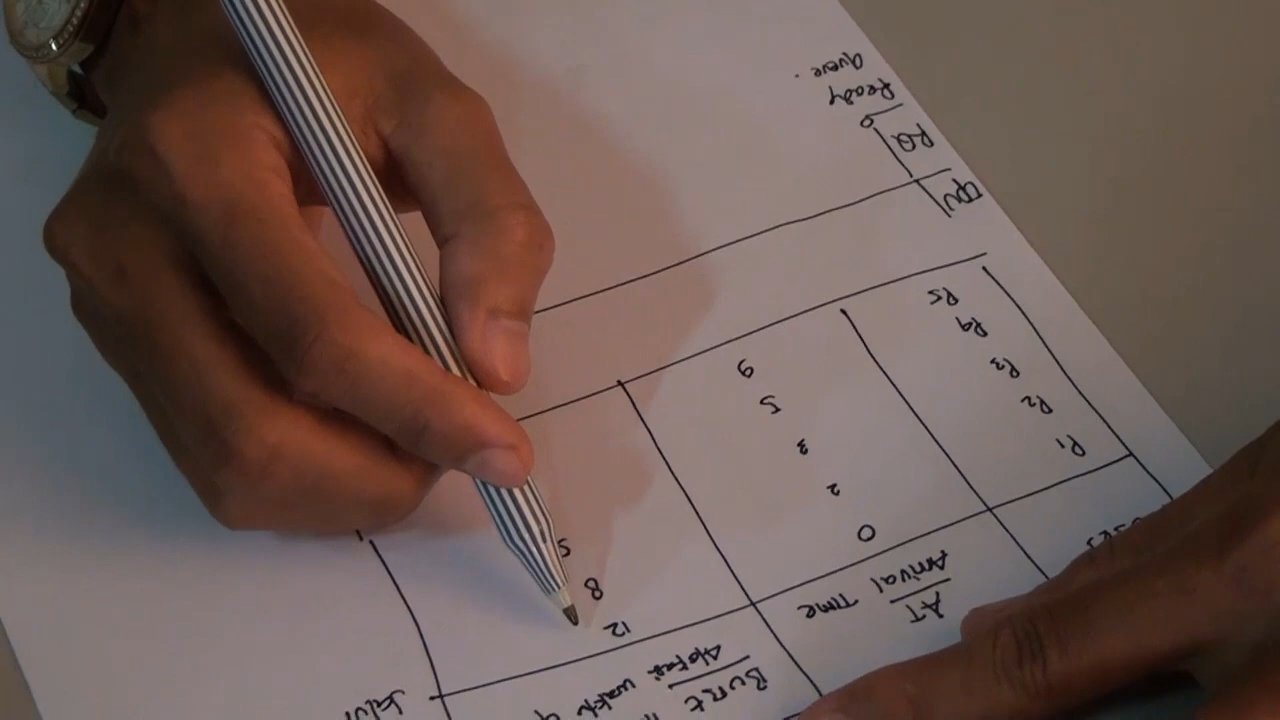 AT
Arrival Time
Burst
P1 0 12
P2 2 8
P3 3 5
P4 5
P5 6
CPU
RQ
0
Ready
Queue.